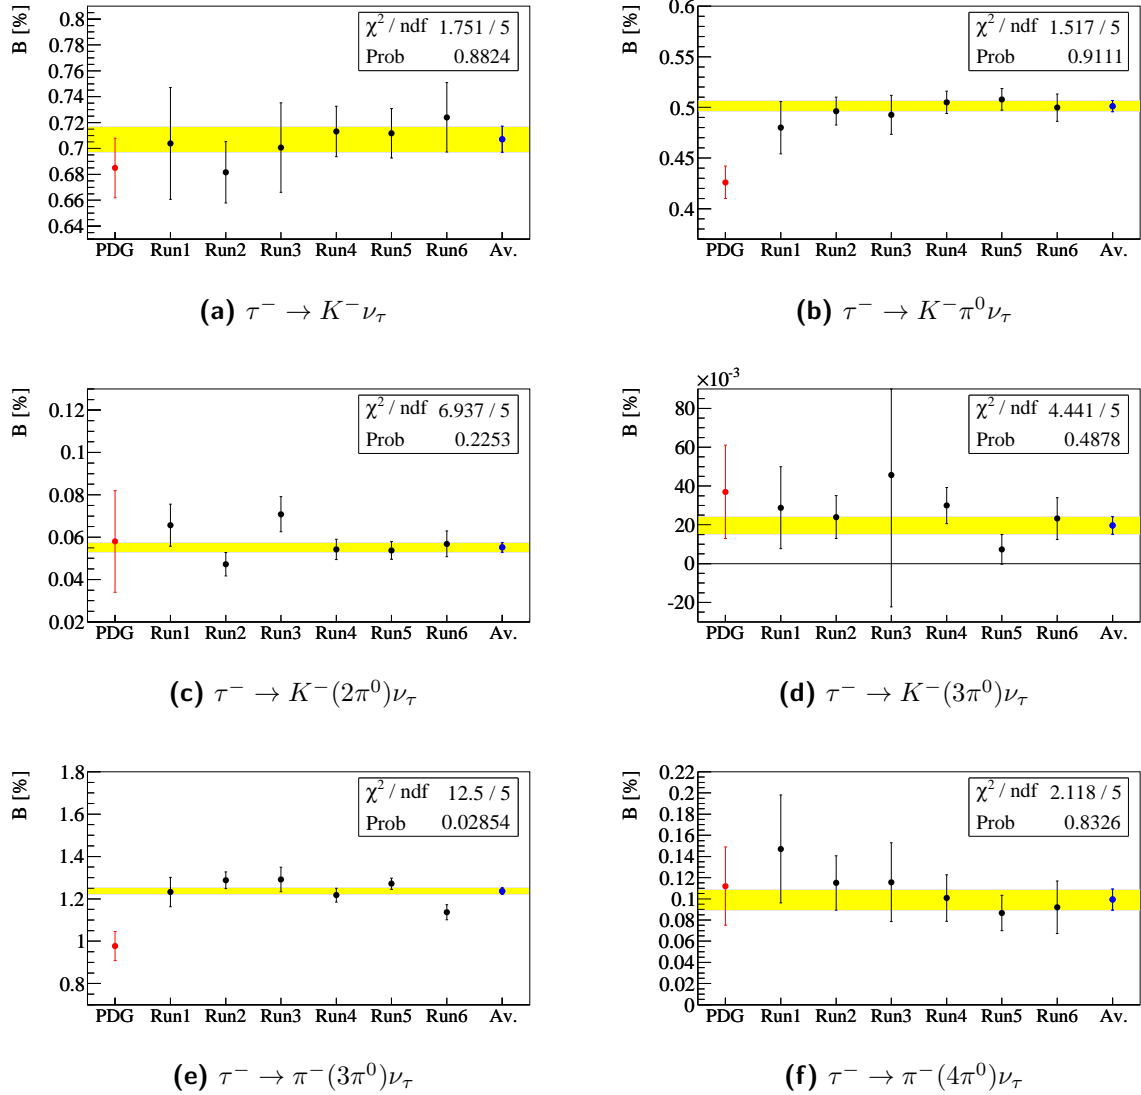 B [%]
0.8
0.78
0.76
0.74
0.72
0.7
0.68
0.66
0.64
χ² / ndf 1.751 / 5
Prob 0.8824
PDG Run1 Run2 Run3 Run4 Run5 Run6 Av.
(a) τ⁻ → K⁻ν_τ
B [%]
0.6
0.55
0.5
0.45
0.4
χ² / ndf 1.517 / 5
Prob 0.9111
PDG Run1 Run2 Run3 Run4 Run5 Run6 Av.
(b) τ⁻ → K⁻π⁰ν_τ
B [%]
0.12
0.1
0.08
0.06
0.04
0.02
χ² / ndf 6.937 / 5
Prob 0.2253
PDG Run1 Run2 Run3 Run4 Run5 Run6 Av.
(c) τ⁻ → K⁻(2π⁰)ν_τ
×10⁻³
B [%]
80
60
40
20
0
-20
χ² / ndf 4.441 / 5
Prob 0.4878
PDG Run1 Run2 Run3 Run4 Run5 Run6 Av.
(d) τ⁻ → K⁻(3π⁰)ν_τ
B [%]
1.8
1.6
1.4
1.2
1
0.8
χ² / ndf 12.5 / 5
Prob 0.02854
PDG Run1 Run2 Run3 Run4 Run5 Run6 Av.
(e) τ⁻ → π⁻(3π⁰)ν_τ
B [%]
0.22
0.2
0.18
0.16
0.14
0.12
0.1
0.08
0.06
0.04
0.02
0
χ² / ndf 2.118 / 5
Prob 0.8326
PDG Run1 Run2 Run3 Run4 Run5 Run6 Av.
(f) τ⁻ → π⁻(4π⁰)ν_τ